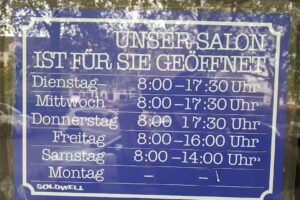 UNSER SALON
IST FÜR SIE GEÖFFNET
Dienstag 8:00 – 17:30 Uhr
Mittwoch 8:00 – 17:30 Uhr
Donnerstag 8:00 17:30 Uhr
Freitag 8:00 – 16:00 Uhr
Samstag 8:00 – 14:00 Uhr
Montag – –
GOLDWELL